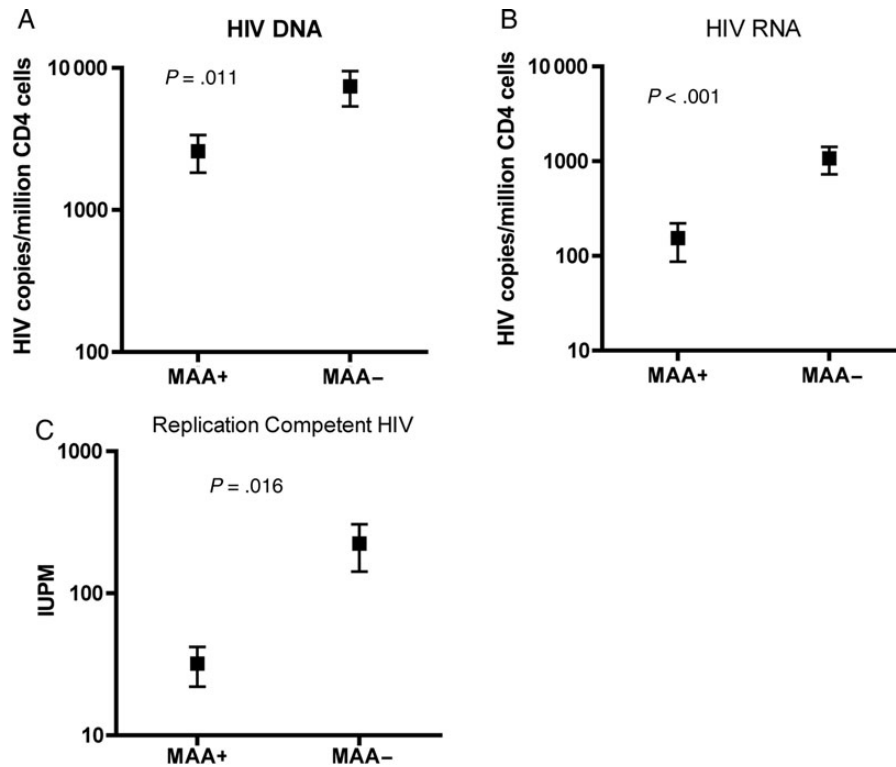 A
HIV DNA
HIV copies/million CD4 cells
10 000
1000
100
P = .011
MAA+
MAA−
B
HIV RNA
HIV copies/million CD4 cells
10 000
1000
100
10
P < .001
MAA+
MAA−
C
Replication Competent HIV
IUPM
1000
100
10
P = .016
MAA+
MAA−